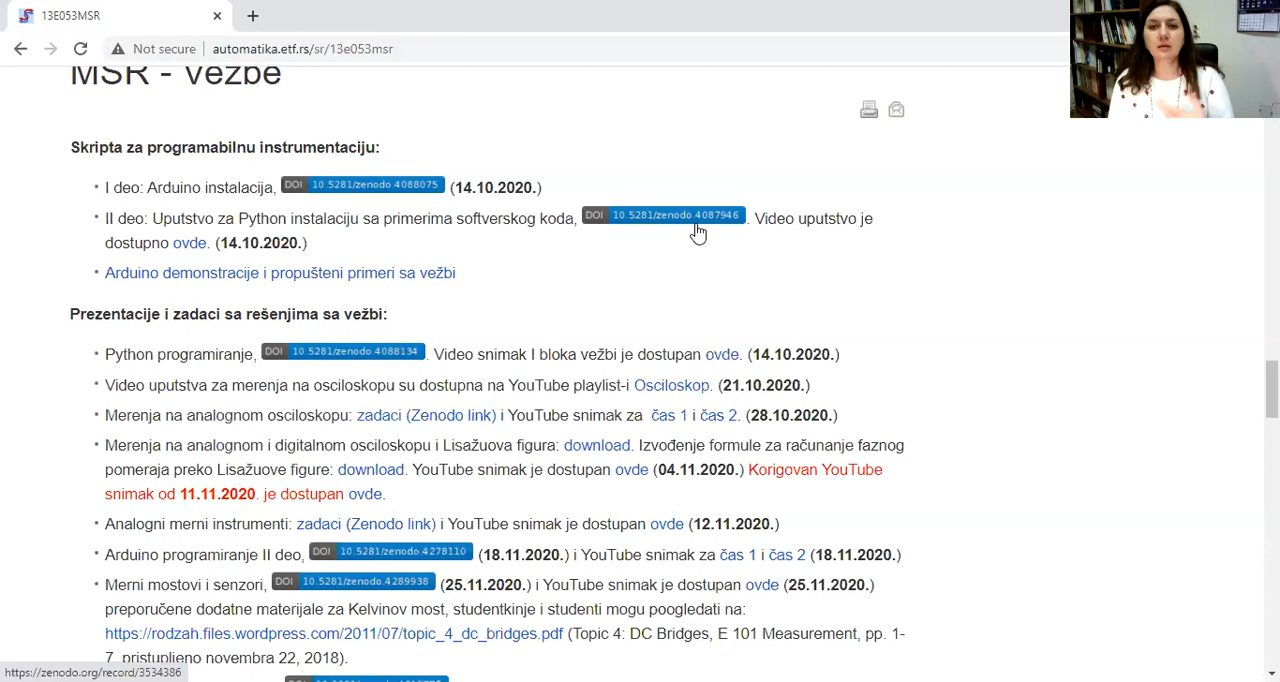 13E053MSR
Not secure automatika.etf.rs/sr/13e053msr
MSR - Vežbe
Skripta za programabilnu instrumentaciju:
• I deo: Arduino instalacija, DOI 10.5281/zenodo.4088075 (14.10.2020.)
• II deo: Uputstvo za Python instalaciju sa primerima softverskog koda, DOI 10.5281/zenodo.4087946. Video uputstvo je
dostupno ovde. (14.10.2020.)
• Arduino demonstracije i propušteni primeri sa vežbi
Prezentacije i zadaci sa rešenjima sa vežbi:
• Python programiranje, DOI 10.5281/zenodo.4088134. Video snimak I bloka vežbi je dostupan ovde. (14.10.2020.)
• Video uputstva za merenja na osciloskopu su dostupna na YouTube playlist-i Osciloskop. (21.10.2020.)
• Merenja na analognom osciloskopu: zadaci (Zenodo link) i YouTube snimak za čas 1 i čas 2. (28.10.2020.)
• Merenja na analognom i digitalnom osciloskopu i Lisažuova figura: download. Izvođenje formule za računanje faznog
pomeraja preko Lisažuove figure: download. YouTube snimak je dostupan ovde (04.11.2020.) Korigovan YouTube
snimak od 11.11.2020. je dostupan ovde.
• Analogni merni instrumenti: zadaci (Zenodo link) i YouTube snimak je dostupan ovde (12.11.2020.)
• Arduino programiranje II deo, DOI 10.5281/zenodo.4278110 (18.11.2020.) i YouTube snimak za čas 1 i čas 2 (18.11.2020.)
• Merni mostovi i senzori, DOI 10.5281/zenodo.4289938 (25.11.2020.) i YouTube snimak je dostupan ovde (25.11.2020.)
preporučene dodatne materijale za Kelvinov most, studentkinje i studenti mogu poogledati na:
https://rodzah.files.wordpress.com/2011/07/topic_4_dc_bridges.pdf (Topic 4: DC Bridges, E 101 Measurement, pp. 1-
7, pristupljeno novembra 22, 2018).
https://zenodo.org/record/3534386